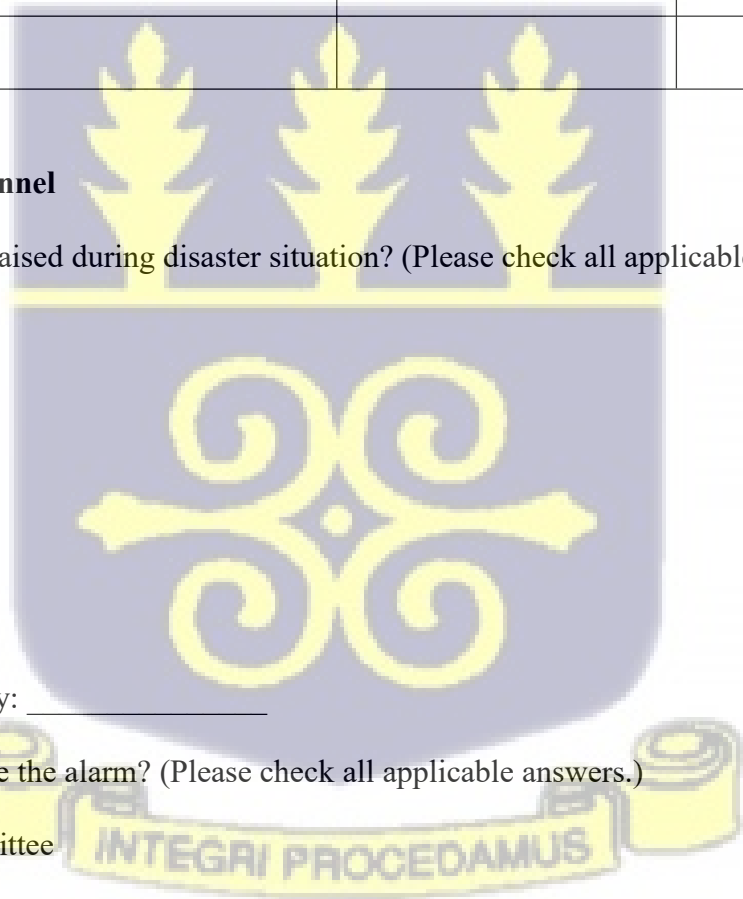 nnel
aised during disaster situation? (Please check all applicable
y: _______________
e the alarm? (Please check all applicable answers.)
ittee
INTEGRI PROCEDAMUS